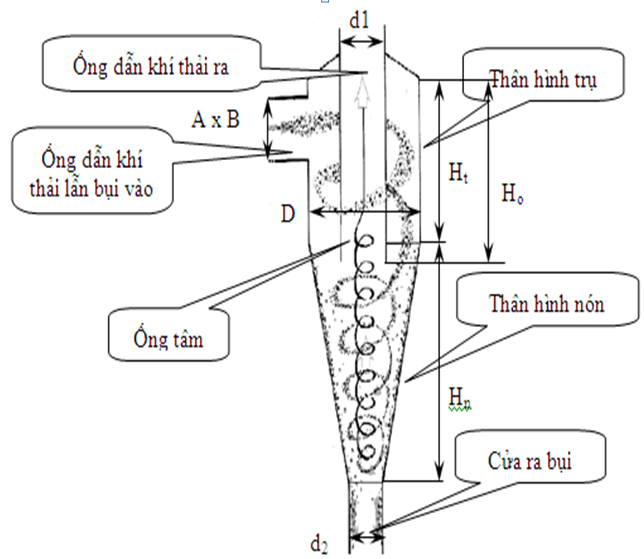 d1
Ống dẫn khí thải ra
Thân hình trụ
A x B
Ống dẫn khí
thải lẫn bụi vào
Ht
Ho
D
Ống tâm
Thân hình nón
Hn
Cửa ra bụi
d2